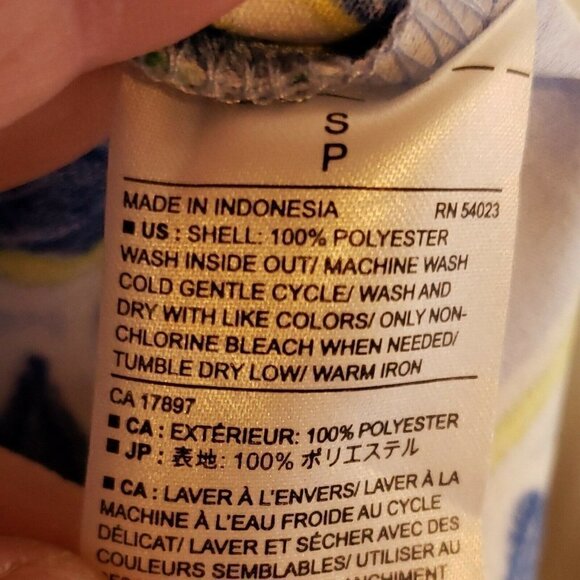 S
P
MADE IN INDONESIA RN 54023
■ US : SHELL: 100% POLYESTER
WASH INSIDE OUT/ MACHINE WASH
COLD GENTLE CYCLE/ WASH AND
DRY WITH LIKE COLORS/ ONLY NON-
CHLORINE BLEACH WHEN NEEDED/
TUMBLE DRY LOW/ WARM IRON
CA 17897
■ CA : EXTÉRIEUR: 100% POLYESTER
■ JP : 表地: 100% ポリエステル
■ CA : LAVER À L'ENVERS/ LAVER À LA
MACHINE À L'EAU FROIDE AU CYCLE
DÉLICAT/ LAVER ET SÉCHER AVEC DES
COULEURS SEMBLABLES/ UTILISER AU